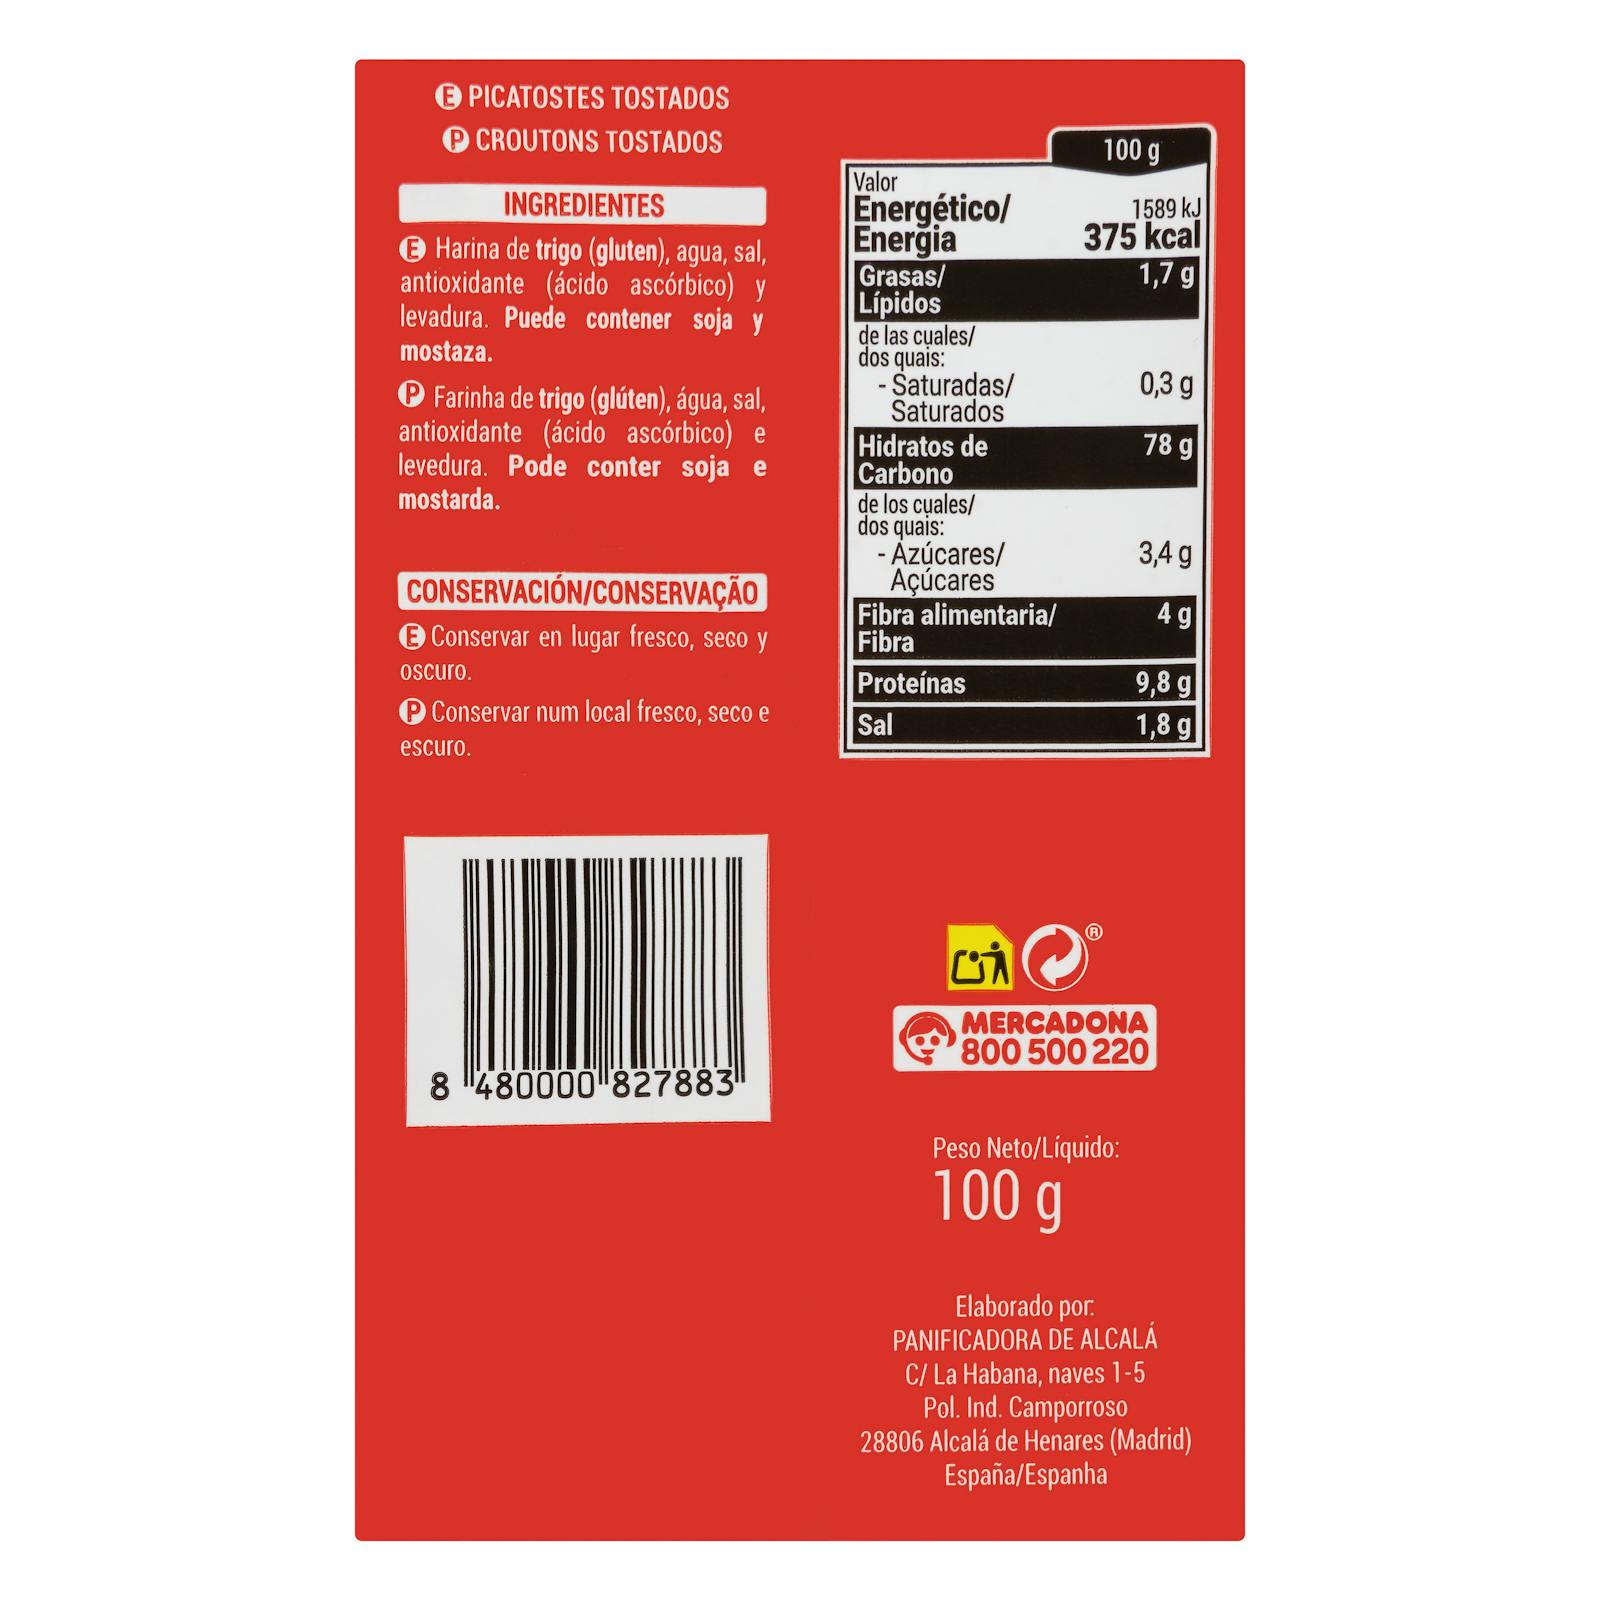 E PICATOSTES TOSTADOS
P CROUTONS TOSTADOS
INGREDIENTES
E Harina de trigo (gluten), agua, sal,
antioxidante (ácido ascórbico) y
levadura. Puede contener soja y
mostaza.
P Farinha de trigo (glúten), água, sal,
antioxidante (ácido ascórbico) e
levedura. Pode conter soja e
mostarda.
CONSERVACIÓN/CONSERVAÇÃO
E Conservar en lugar fresco, seco y
oscuro.
P Conservar num local fresco, seco e
escuro.
8 480000 827883
100 g
Valor
Energético/ 1589 kJ
Energia 375 kcal
Grasas/ 1,7 g
Lípidos
de las cuales/
dos quais:
- Saturadas/ 0,3 g
Saturados
Hidratos de 78 g
Carbono
de los cuales/
dos quais:
- Azúcares/ 3,4 g
Açúcares
Fibra alimentaria/ 4 g
Fibra
Proteínas 9,8 g
Sal 1,8 g
®
MERCADONA
800 500 220
Peso Neto/Líquido:
100 g
Elaborado por:
PANIFICADORA DE ALCALÁ
C/ La Habana, naves 1-5
Pol. Ind. Camporroso
28806 Alcalá de Henares (Madrid)
España/Espanha